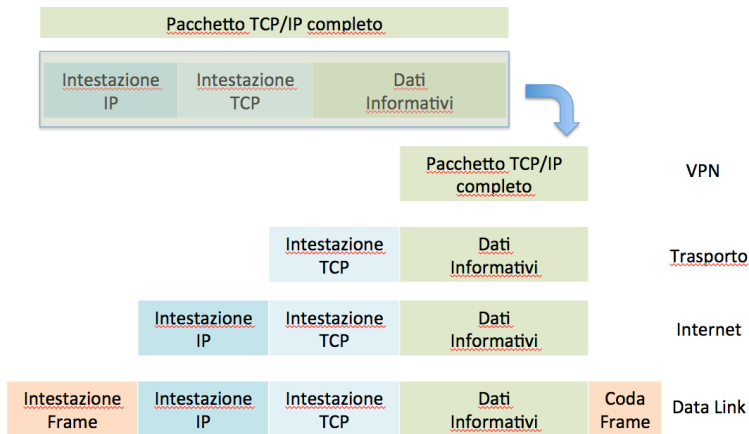 Pacchetto TCP/IP completo
Intestazione
IP
Intestazione
TCP
Dati
Informativi
Pacchetto TCP/IP
completo
VPN
Intestazione
TCP
Dati
Informativi
Trasporto
Intestazione
IP
Intestazione
TCP
Dati
Informativi
Internet
Intestazione
Frame
Intestazione
IP
Intestazione
TCP
Dati
Informativi
Coda
Frame
Data Link